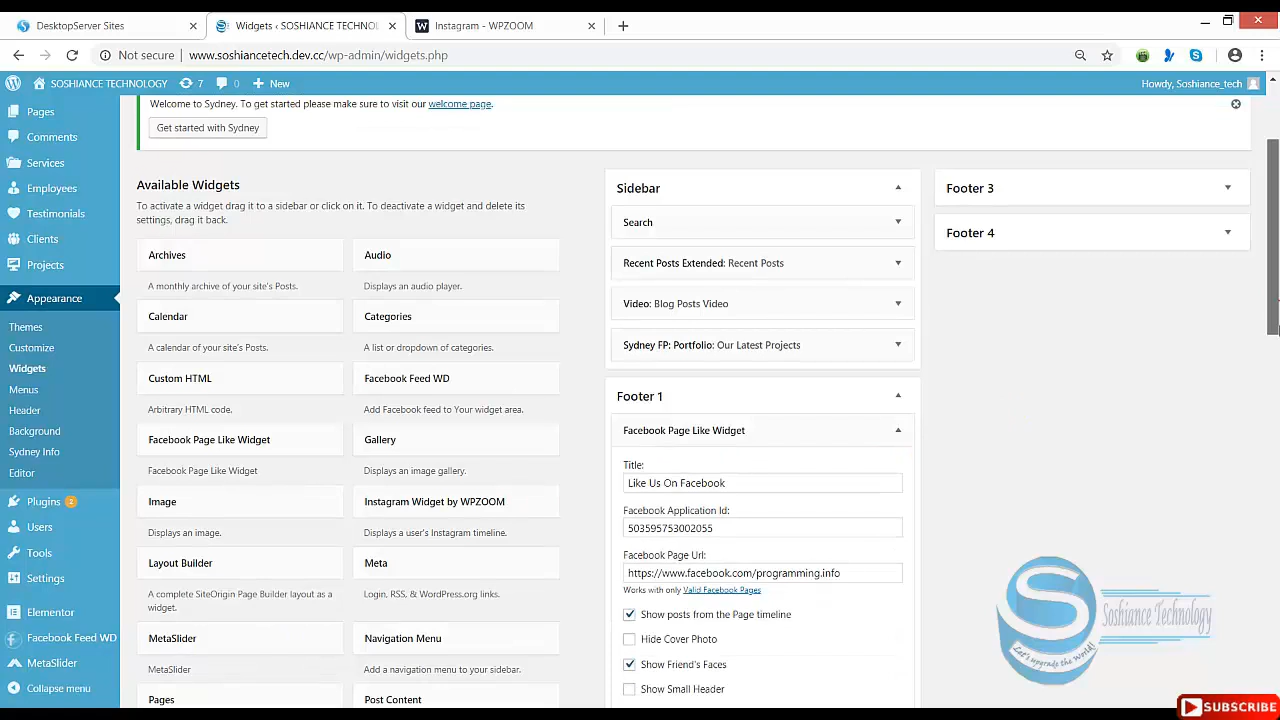 DesktopServer Sites
Widgets ‹ SOSHIANCE TECHNO
Instagram - WPZOOM
Not secure
www.soshiancetech.dev.cc/wp-admin/widgets.php
SOSHIANCE TECHNOLOGY
7
0
New
Howdy, Soshiance_tech
Pages
Comments
Services
Employees
Testimonials
Clients
Projects
Appearance
Themes
Customize
Widgets
Menus
Header
Background
Sydney Info
Editor
Plugins 2
Users
Tools
Settings
Elementor
Facebook Feed WD
MetaSlider
Collapse menu
Welcome to Sydney. To get started please make sure to visit our welcome page.
Get started with Sydney
Available Widgets
To activate a widget drag it to a sidebar or click on it. To deactivate a widget and delete its
settings, drag it back.
Archives
A monthly archive of your site's Posts.
Audio
Displays an audio player.
Calendar
A calendar of your site's Posts.
Categories
A list or dropdown of categories.
Custom HTML
Arbitrary HTML code.
Facebook Feed WD
Add Facebook feed to Your widget area.
Facebook Page Like Widget
Facebook Page Like Widget
Gallery
Displays an image gallery.
Image
Displays an image.
Instagram Widget by WPZOOM
Displays a user's Instagram timeline.
Layout Builder
A complete SiteOrigin Page Builder layout as a
widget.
Meta
Login, RSS, & WordPress.org links.
MetaSlider
MetaSlider
Navigation Menu
Add a navigation menu to your sidebar.
Pages
Post Content
Sidebar
Search
Recent Posts Extended: Recent Posts
Video: Blog Posts Video
Sydney FP: Portfolio: Our Latest Projects
Footer 1
Facebook Page Like Widget
Title:
Like Us On Facebook
Facebook Application Id:
503595753002055
Facebook Page Url:
https://www.facebook.com/programming.info
Works with only Valid Facebook Pages
Show posts from the Page timeline
Hide Cover Photo
Show Friend's Faces
Show Small Header
Footer 3
Footer 4
Soshiance Technology
Let's upgrade the World!
SUBSCRIBE